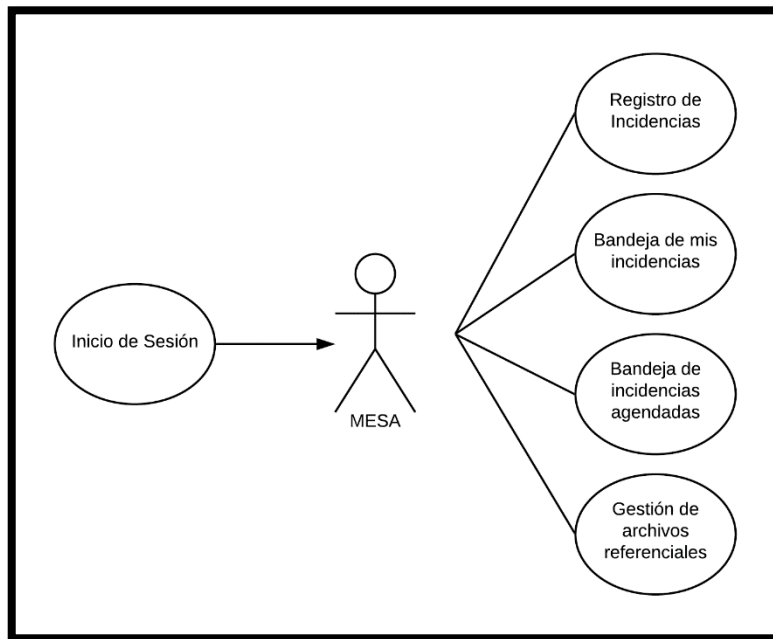 Inicio de Sesión
MESA
Registro de
Incidencias
Bandeja de mis
incidencias
Bandeja de
incidencias
agendadas
Gestión de
archivos
referenciales